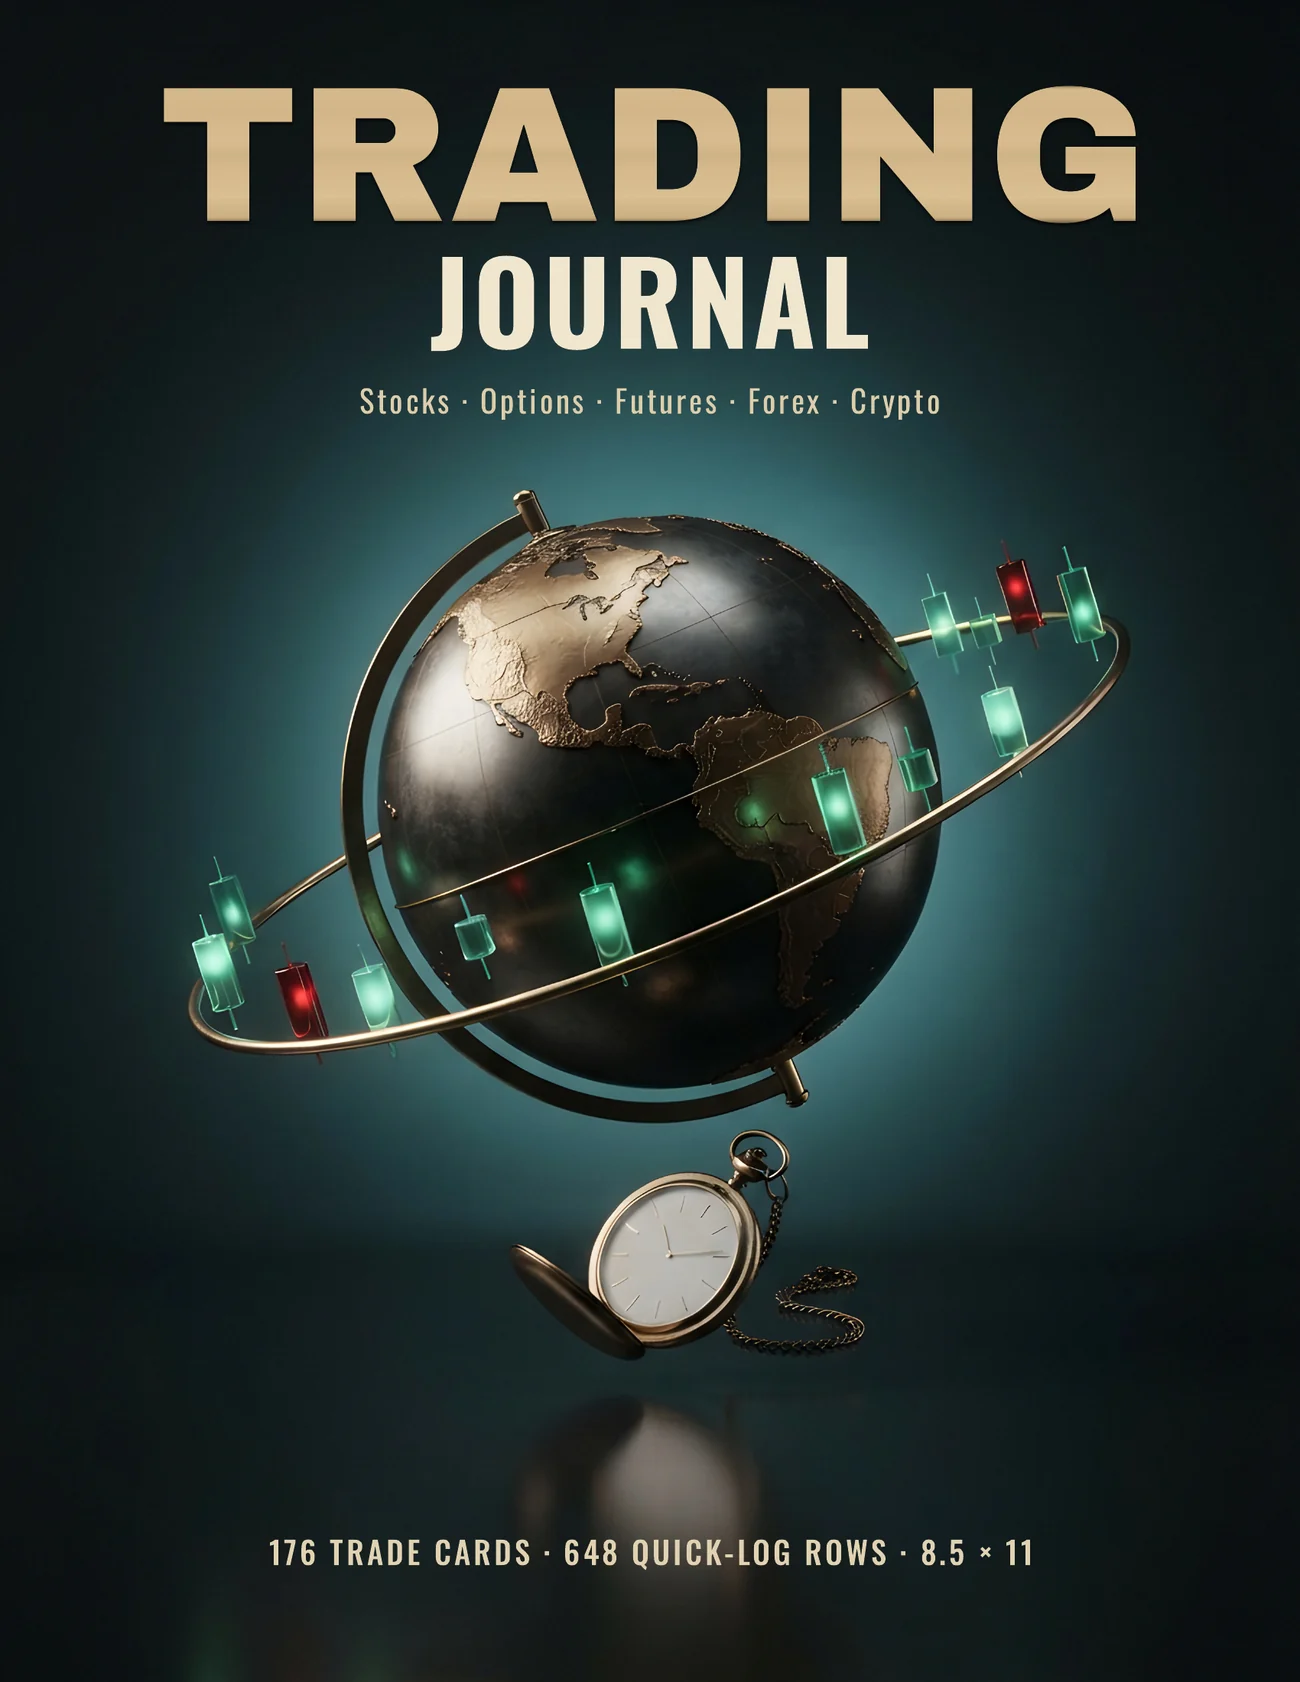 TRADING
JOURNAL
Stocks · Options · Futures · Forex · Crypto
176 TRADE CARDS · 648 QUICK-LOG ROWS · 8.5 × 11